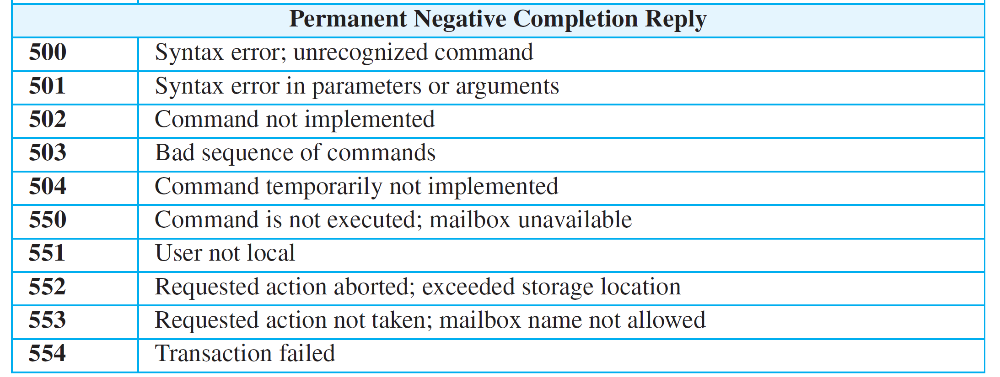 Permanent Negative Completion Reply
500 Syntax error; unrecognized command
501 Syntax error in parameters or arguments
502 Command not implemented
503 Bad sequence of commands
504 Command temporarily not implemented
550 Command is not executed; mailbox unavailable
551 User not local
552 Requested action aborted; exceeded storage location
553 Requested action not taken; mailbox name not allowed
554 Transaction failed